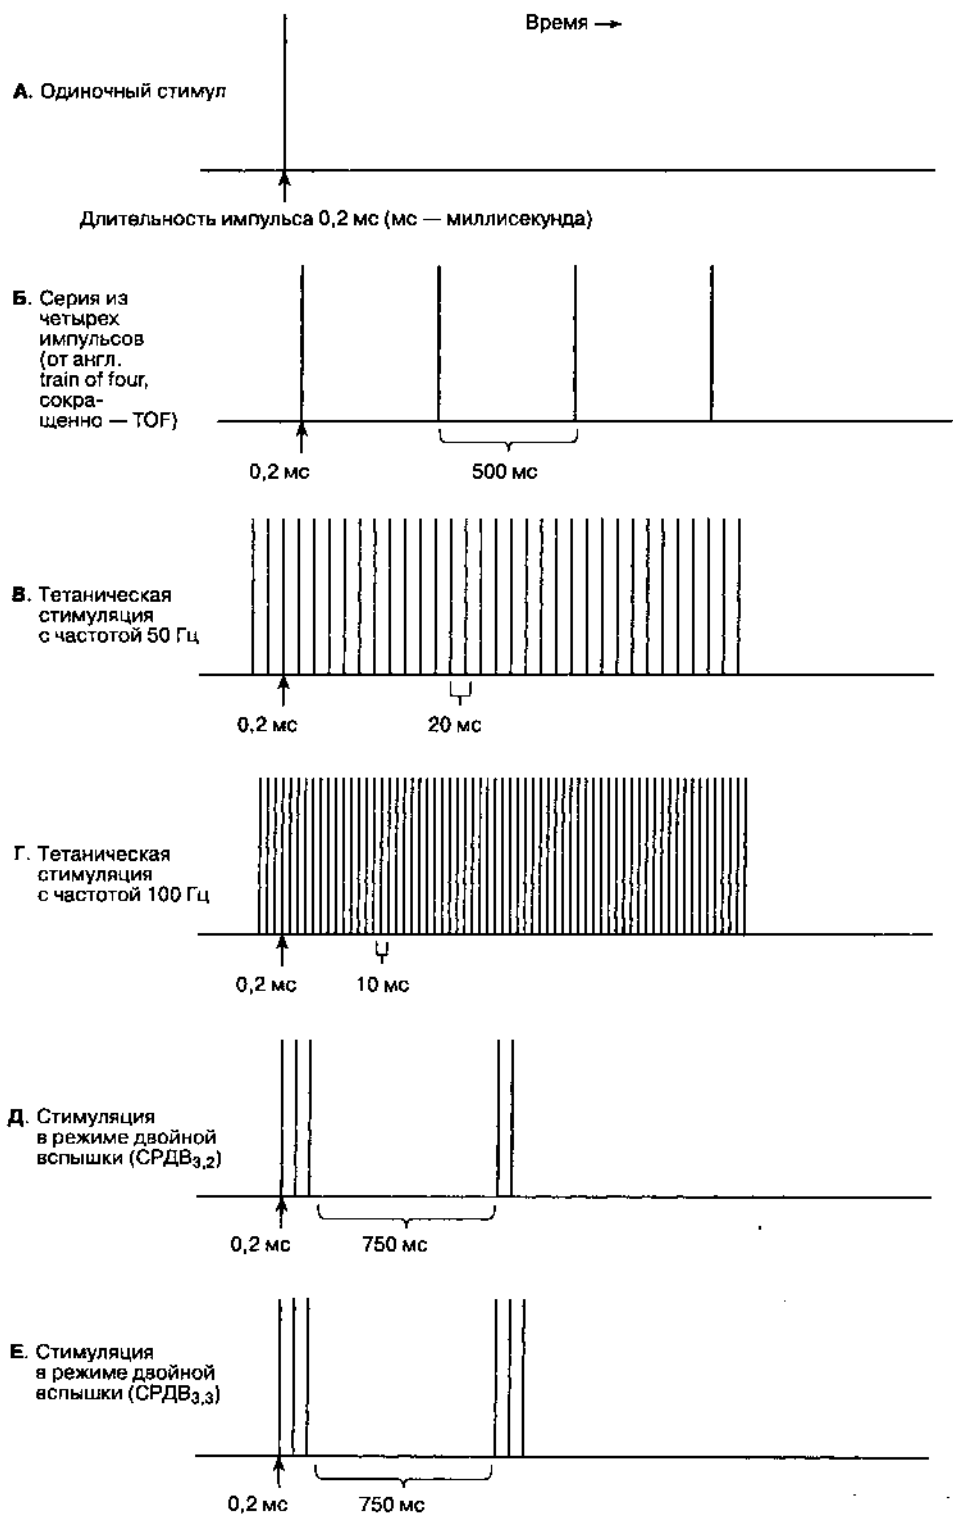 Время →
А. Одиночный стимул
Длительность импульса 0,2 мс (мс — миллисекунда)
Б. Серия из
четырех
импульсов
(от англ.
train of four,
сокра-
щенно — TOF)
0,2 мс
500 мс
В. Тетаническая
стимуляция
с частотой 50 Гц
0,2 мс
20 мс
Г. Тетаническая
стимуляция
с частотой 100 Гц
0,2 мс
10 мс
Д. Стимуляция
в режиме двойной
вспышки (СРДВ3,2)
0,2 мс
750 мс
Е. Стимуляция
в режиме двойной
вспышки (СРДВ3,3)
0,2 мс
750 мс